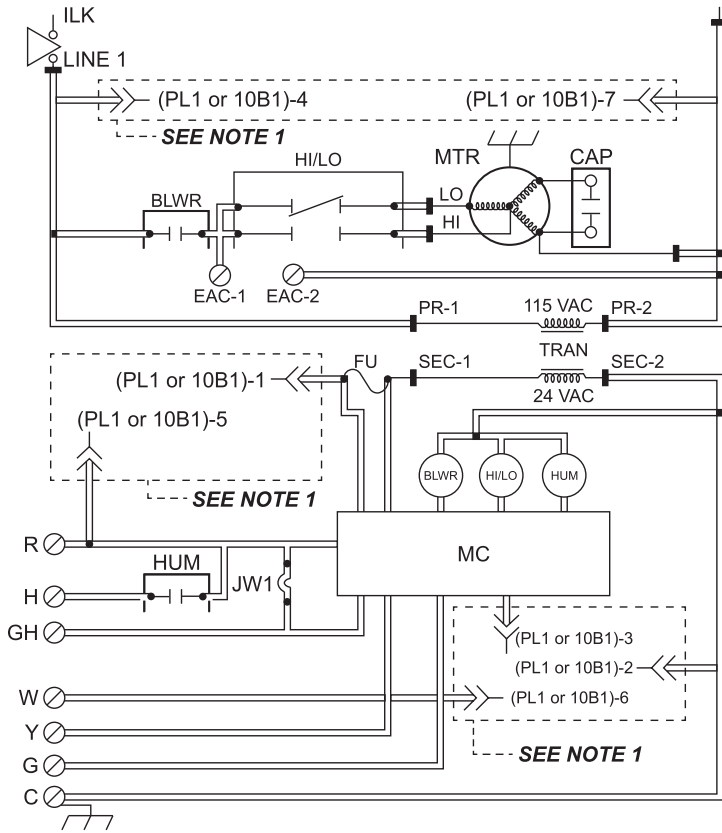 ILK
LINE 1
(PL1 or 10B1)-4
(PL1 or 10B1)-7
SEE NOTE 1
MTR
CAP
HI/LO
LO
BLWR
HI
EAC-1
EAC-2
PR-1
115 VAC
PR-2
TRAN
FU
SEC-1
SEC-2
24 VAC
(PL1 or 10B1)-1
(PL1 or 10B1)-5
SEE NOTE 1
BLWR
HI/LO
HUM
R
MC
HUM
JW1
H
GH
(PL1 or 10B1)-3
(PL1 or 10B1)-2
W
(PL1 or 10B1)-6
Y
SEE NOTE 1
G
C